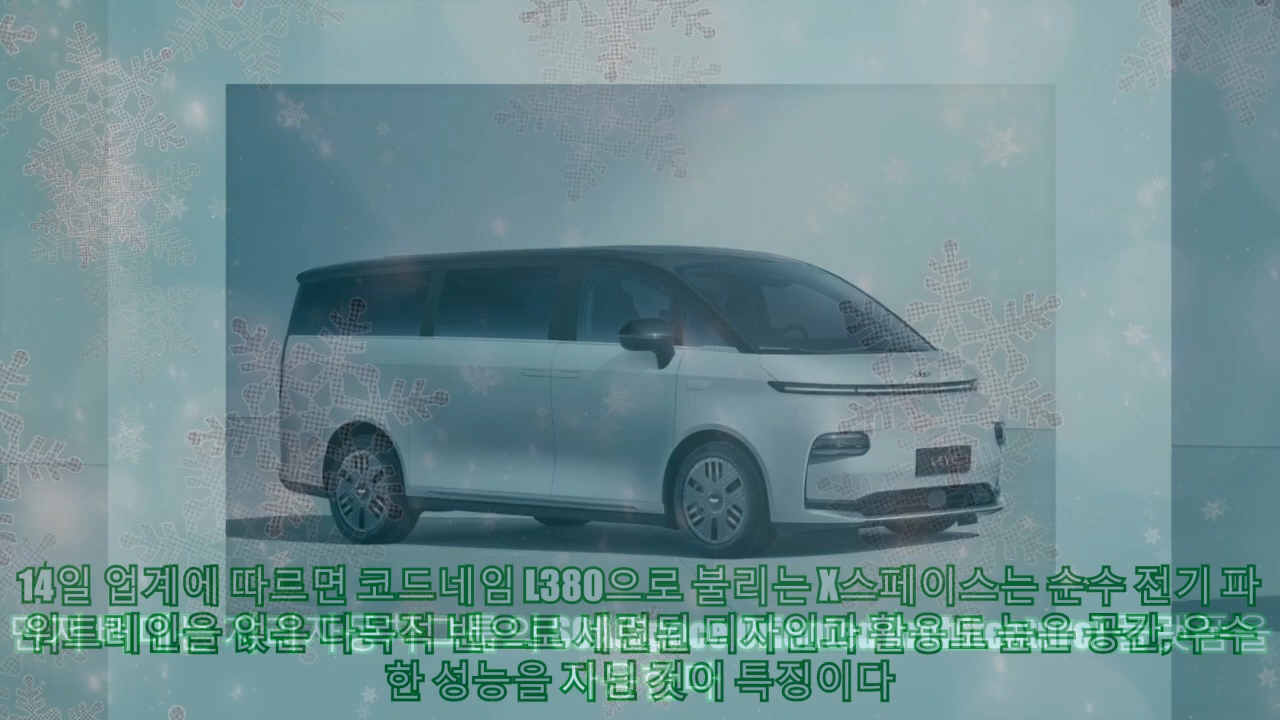 14일 업계에 따르면 코드네임 L380으로 불리는 X스페이스는 순수 전기 파
워트레인을 얹은 다목적 밴으로 세련된 디자인과 활용도 높은 공간, 우수
한 성능을 지닌 것이 특징이다
LEVC